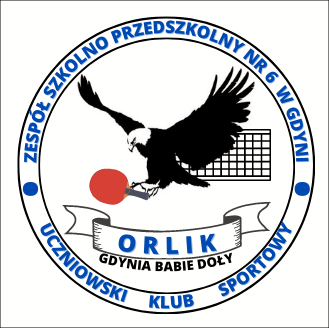 ZESPÓŁ SZKOLNO PRZEDSZKOLNY NR 6 W GDYNI
ORLIK
GDYNIA BABIE DOŁY
UCZNIOWSKI KLUB SPORTOWY